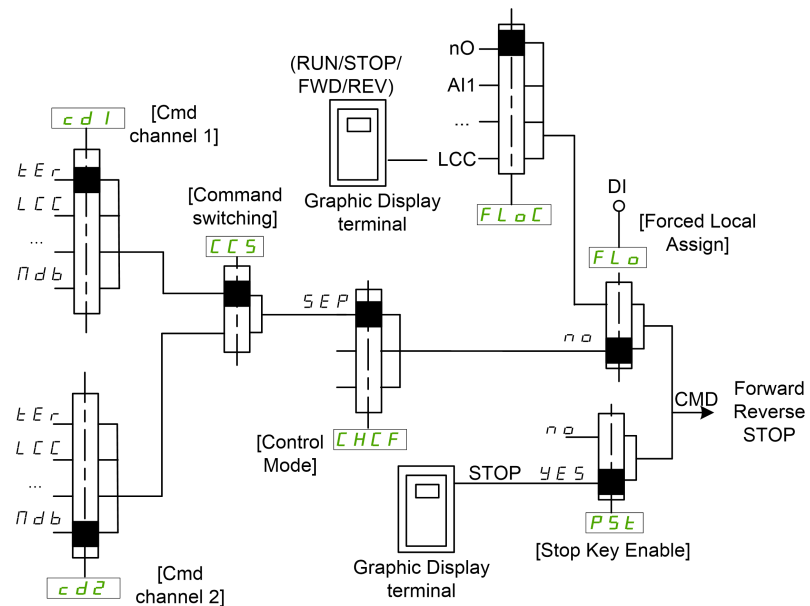 nO
(RUN/STOP/
FWD/REV)
AI1
...
LCC
Graphic Display
terminal
FLoC
cd1
[Cmd
channel 1]
tEr
LCC
...
Mdb
[Command
switching]
CCS
DI
[Forced Local
Assign]
FLo
SEP
no
[Control
Mode]
CHCF
CMD
Forward
Reverse
STOP
tEr
LCC
...
Mdb
cd2
[Cmd
channel 2]
no
STOP
YES
PSt
[Stop Key Enable]
Graphic Display
terminal